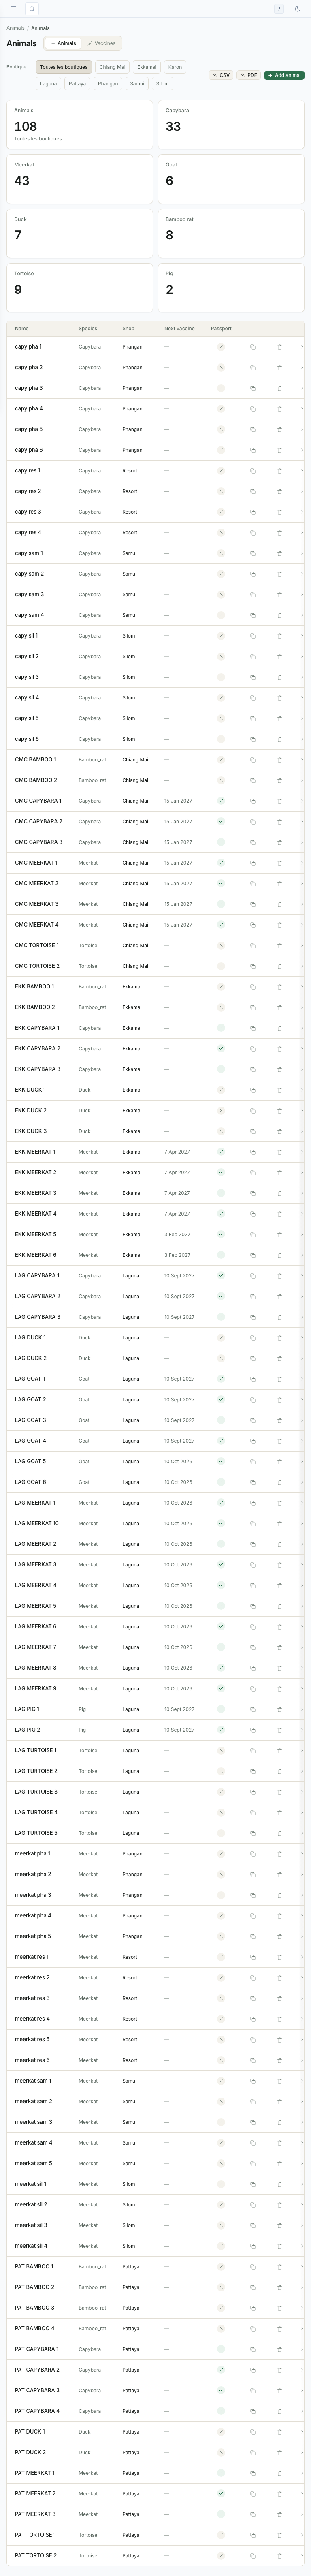 Animals / Animals
Animals Animals Vaccines
Boutique Toutes les boutiques Chiang Mai Ekkamai Karon
Laguna Pattaya Phangan Samui Silom
CSV PDF + Add animal
Animals
108
Toutes les boutiques
Capybara
33
Meerkat
43
Goat
6
Duck
7
Bamboo rat
8
Tortoise
9
Pig
2
Name Species Shop Next vaccine Passport
capy pha 1 Capybara Phangan —
capy pha 2 Capybara Phangan —
capy pha 3 Capybara Phangan —
capy pha 4 Capybara Phangan —
capy pha 5 Capybara Phangan —
capy pha 6 Capybara Phangan —
capy res 1 Capybara Resort —
capy res 2 Capybara Resort —
capy res 3 Capybara Resort —
capy res 4 Capybara Resort —
capy sam 1 Capybara Samui —
capy sam 2 Capybara Samui —
capy sam 3 Capybara Samui —
capy sam 4 Capybara Samui —
capy sil 1 Capybara Silom —
capy sil 2 Capybara Silom —
capy sil 3 Capybara Silom —
capy sil 4 Capybara Silom —
capy sil 5 Capybara Silom —
capy sil 6 Capybara Silom —
CMC BAMBOO 1 Bamboo_rat Chiang Mai —
CMC BAMBOO 2 Bamboo_rat Chiang Mai —
CMC CAPYBARA 1 Capybara Chiang Mai 15 Jan 2027
CMC CAPYBARA 2 Capybara Chiang Mai 15 Jan 2027
CMC CAPYBARA 3 Capybara Chiang Mai 15 Jan 2027
CMC MEERKAT 1 Meerkat Chiang Mai 15 Jan 2027
CMC MEERKAT 2 Meerkat Chiang Mai 15 Jan 2027
CMC MEERKAT 3 Meerkat Chiang Mai 15 Jan 2027
CMC MEERKAT 4 Meerkat Chiang Mai 15 Jan 2027
CMC TORTOISE 1 Tortoise Chiang Mai —
CMC TORTOISE 2 Tortoise Chiang Mai —
EKK BAMBOO 1 Bamboo_rat Ekkamai —
EKK BAMBOO 2 Bamboo_rat Ekkamai —
EKK CAPYBARA 1 Capybara Ekkamai —
EKK CAPYBARA 2 Capybara Ekkamai —
EKK CAPYBARA 3 Capybara Ekkamai —
EKK DUCK 1 Duck Ekkamai —
EKK DUCK 2 Duck Ekkamai —
EKK DUCK 3 Duck Ekkamai —
EKK MEERKAT 1 Meerkat Ekkamai 7 Apr 2027
EKK MEERKAT 2 Meerkat Ekkamai 7 Apr 2027
EKK MEERKAT 3 Meerkat Ekkamai 7 Apr 2027
EKK MEERKAT 4 Meerkat Ekkamai 7 Apr 2027
EKK MEERKAT 5 Meerkat Ekkamai 3 Feb 2027
EKK MEERKAT 6 Meerkat Ekkamai 3 Feb 2027
LAG CAPYBARA 1 Capybara Laguna 10 Sept 2027
LAG CAPYBARA 2 Capybara Laguna 10 Sept 2027
LAG CAPYBARA 3 Capybara Laguna 10 Sept 2027
LAG DUCK 1 Duck Laguna —
LAG DUCK 2 Duck Laguna —
LAG GOAT 1 Goat Laguna 10 Sept 2027
LAG GOAT 2 Goat Laguna 10 Sept 2027
LAG GOAT 3 Goat Laguna 10 Sept 2027
LAG GOAT 4 Goat Laguna 10 Sept 2027
LAG GOAT 5 Goat Laguna 10 Oct 2026
LAG GOAT 6 Goat Laguna 10 Oct 2026
LAG MEERKAT 1 Meerkat Laguna 10 Oct 2026
LAG MEERKAT 10 Meerkat Laguna 10 Oct 2026
LAG MEERKAT 2 Meerkat Laguna 10 Oct 2026
LAG MEERKAT 3 Meerkat Laguna 10 Oct 2026
LAG MEERKAT 4 Meerkat Laguna 10 Oct 2026
LAG MEERKAT 5 Meerkat Laguna 10 Oct 2026
LAG MEERKAT 6 Meerkat Laguna 10 Oct 2026
LAG MEERKAT 7 Meerkat Laguna 10 Oct 2026
LAG MEERKAT 8 Meerkat Laguna 10 Oct 2026
LAG MEERKAT 9 Meerkat Laguna 10 Oct 2026
LAG PIG 1 Pig Laguna 10 Sept 2027
LAG PIG 2 Pig Laguna 10 Sept 2027
LAG TURTOISE 1 Tortoise Laguna —
LAG TURTOISE 2 Tortoise Laguna —
LAG TURTOISE 3 Tortoise Laguna —
LAG TURTOISE 4 Tortoise Laguna —
LAG TURTOISE 5 Tortoise Laguna —
meerkat pha 1 Meerkat Phangan —
meerkat pha 2 Meerkat Phangan —
meerkat pha 3 Meerkat Phangan —
meerkat pha 4 Meerkat Phangan —
meerkat pha 5 Meerkat Phangan —
meerkat res 1 Meerkat Resort —
meerkat res 2 Meerkat Resort —
meerkat res 3 Meerkat Resort —
meerkat res 4 Meerkat Resort —
meerkat res 5 Meerkat Resort —
meerkat res 6 Meerkat Resort —
meerkat sam 1 Meerkat Samui —
meerkat sam 2 Meerkat Samui —
meerkat sam 3 Meerkat Samui —
meerkat sam 4 Meerkat Samui —
meerkat sam 5 Meerkat Samui —
meerkat sil 1 Meerkat Silom —
meerkat sil 2 Meerkat Silom —
meerkat sil 3 Meerkat Silom —
meerkat sil 4 Meerkat Silom —
PAT BAMBOO 1 Bamboo_rat Pattaya —
PAT BAMBOO 2 Bamboo_rat Pattaya —
PAT BAMBOO 3 Bamboo_rat Pattaya —
PAT BAMBOO 4 Bamboo_rat Pattaya —
PAT CAPYBARA 1 Capybara Pattaya —
PAT CAPYBARA 2 Capybara Pattaya —
PAT CAPYBARA 3 Capybara Pattaya —
PAT CAPYBARA 4 Capybara Pattaya —
PAT DUCK 1 Duck Pattaya —
PAT DUCK 2 Duck Pattaya —
PAT MEERKAT 1 Meerkat Pattaya —
PAT MEERKAT 2 Meerkat Pattaya —
PAT MEERKAT 3 Meerkat Pattaya —
PAT TORTOISE 1 Tortoise Pattaya —
PAT TORTOISE 2 Tortoise Pattaya —